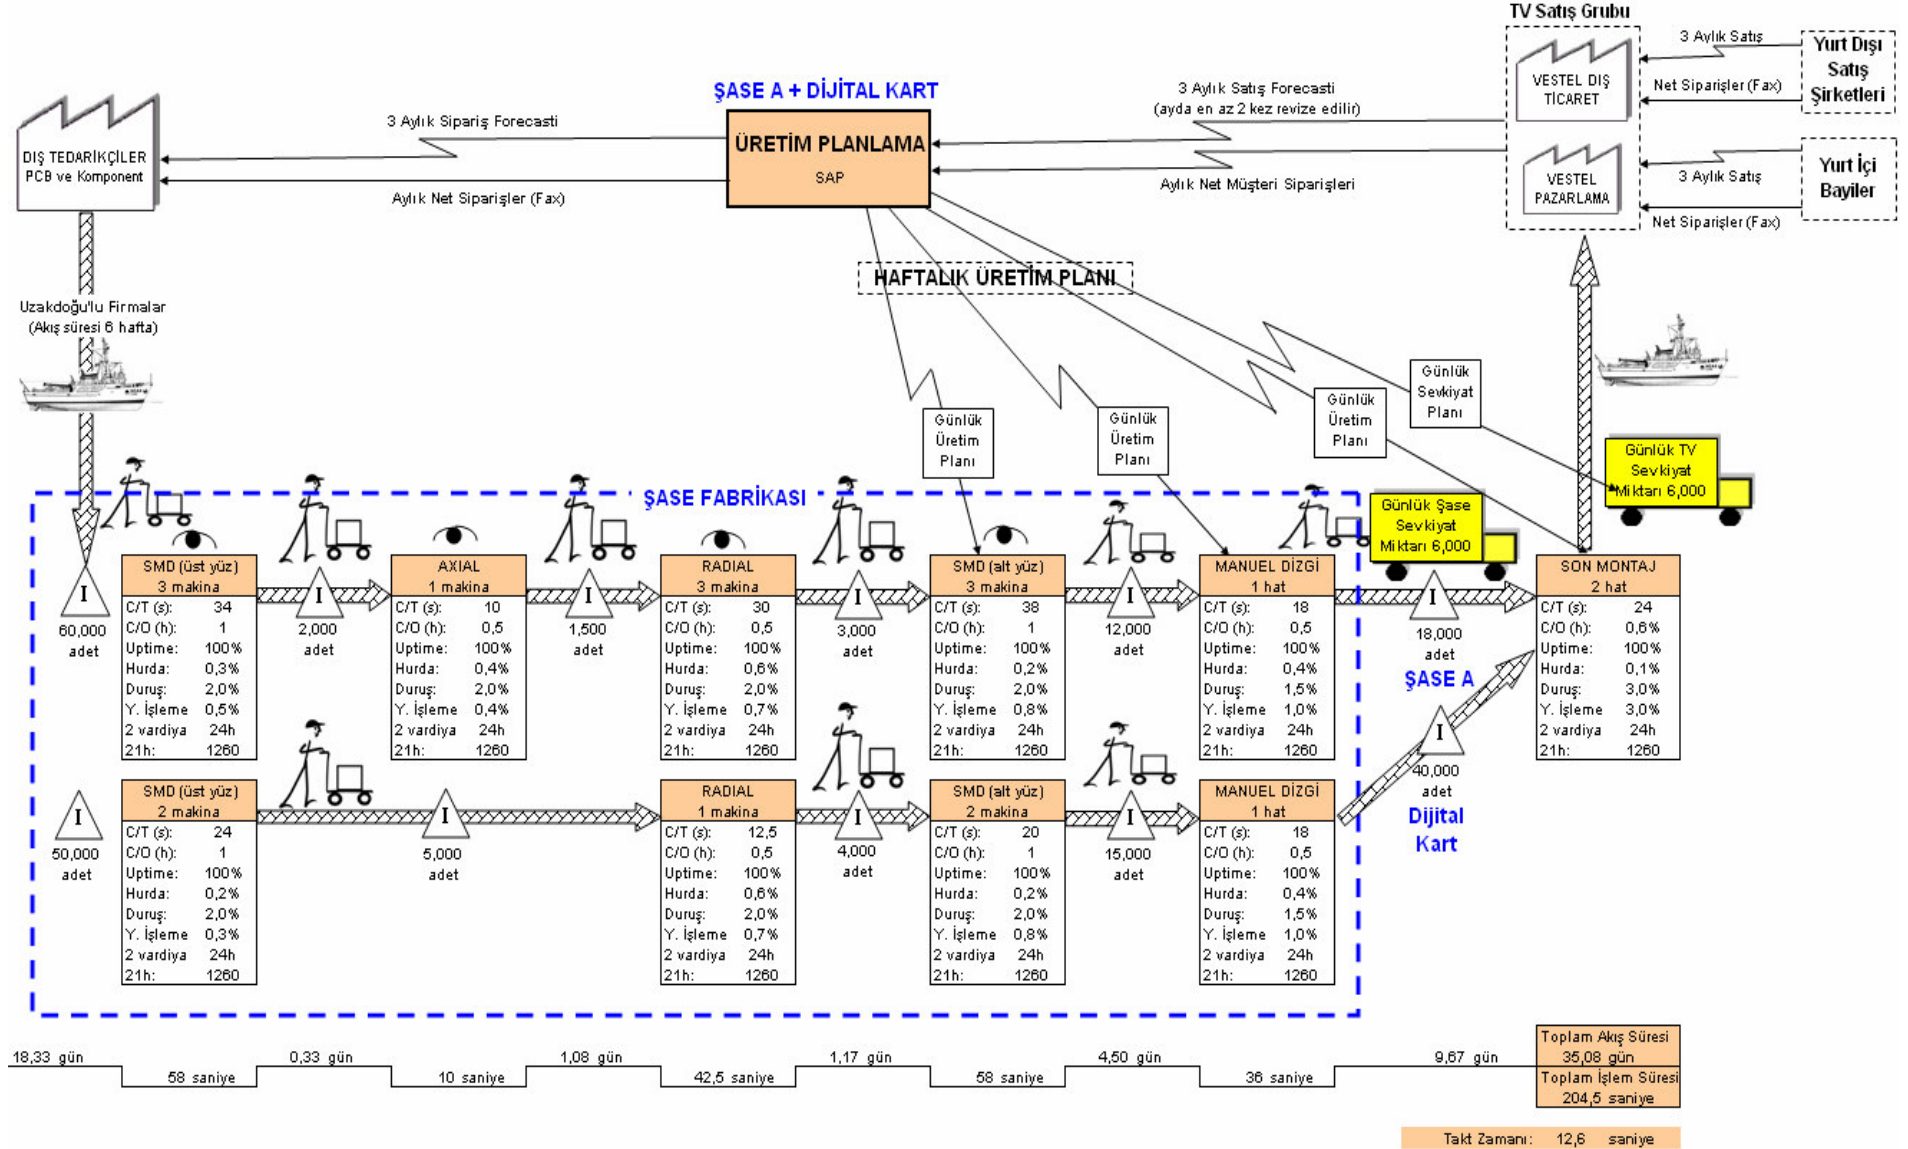 TV Satış Grubu
3 Aylık Satış
Yurt Dışı
Satış
Şirketleri
VESTEL DIŞ
TİCARET
Net Siparişler (Fax)
ŞASE A + DİJİTAL KART
3 Aylık Satış Forecasti
(ayda en az 2 kez revize edilir)
3 Aylık Sipariş Forecasti
ÜRETİM PLANLAMA
SAP
DIŞ TEDARİKÇİLER
PCB ve Komponent
Aylık Net Siparişler (Fax)
Aylık Net Müşteri Siparişleri
VESTEL
PAZARLAMA
3 Aylık Satış
Yurt İçi
Bayiler
Net Siparişler (Fax)
HAFTALIK ÜRETİM PLANI
Uzakdoğu'lu Firmalar
(Akış süresi 6 hafta)
Günlük
Üretim
Planı
Günlük
Üretim
Planı
Günlük
Üretim
Planı
Günlük
Sevkiyat
Planı
Günlük TV
Sevkiyat
Miktarı 6,000
ŞASE FABRİKASI
Günlük Şase
Sevkiyat
Miktarı 6,000
I
60,000
adet
SMD (üst yüz)
3 makina
C/T (s): 34
C/O (h): 1
Uptime: 100%
Hurda: 0,3%
Duruş: 2,0%
Y. İşleme 0,5%
2 vardiya 24h
21h: 1260
I
2,000
adet
AXIAL
1 makina
C/T (s): 10
C/O (h): 0,5
Uptime: 100%
Hurda: 0,4%
Duruş: 2,0%
Y. İşleme 0,4%
2 vardiya 24h
21h: 1260
I
1,500
adet
RADIAL
3 makina
C/T (s): 30
C/O (h): 0,5
Uptime: 100%
Hurda: 0,6%
Duruş: 2,0%
Y. İşleme 0,7%
2 vardiya 24h
21h: 1260
I
3,000
adet
SMD (alt yüz)
3 makina
C/T (s): 38
C/O (h): 1
Uptime: 100%
Hurda: 0,2%
Duruş: 2,0%
Y. İşleme 0,8%
2 vardiya 24h
21h: 1260
I
12,000
adet
MANUEL DİZGİ
1 hat
C/T (s): 18
C/O (h): 0,5
Uptime: 100%
Hurda: 0,4%
Duruş: 1,5%
Y. İşleme 1,0%
2 vardiya 24h
21h: 1260
I
18,000
adet
ŞASE A
SON MONTAJ
2 hat
C/T (s): 24
C/O (h): 0,6%
Uptime: 100%
Hurda: 0,1%
Duruş: 3,0%
Y. İşleme 3,0%
2 vardiya 24h
21h: 1260
I
50,000
adet
SMD (üst yüz)
2 makina
C/T (s): 24
C/O (h): 1
Uptime: 100%
Hurda: 0,2%
Duruş: 2,0%
Y. İşleme 0,3%
2 vardiya 24h
21h: 1260
I
5,000
adet
RADIAL
1 makina
C/T (s): 12,5
C/O (h): 0,5
Uptime: 100%
Hurda: 0,6%
Duruş: 2,0%
Y. İşleme 0,7%
2 vardiya 24h
21h: 1260
I
4,000
adet
SMD (alt yüz)
2 makina
C/T (s): 20
C/O (h): 1
Uptime: 100%
Hurda: 0,2%
Duruş: 2,0%
Y. İşleme 0,8%
2 vardiya 24h
21h: 1260
I
15,000
adet
MANUEL DİZGİ
1 hat
C/T (s): 18
C/O (h): 0,5
Uptime: 100%
Hurda: 0,4%
Duruş: 1,5%
Y. İşleme 1,0%
2 vardiya 24h
21h: 1260
I
40,000
adet
Dijital
Kart
18,33 gün
58 saniye
0,33 gün
10 saniye
1,08 gün
42,5 saniye
1,17 gün
58 saniye
4,50 gün
36 saniye
9,67 gün
Toplam Akış Süresi
35,08 gün
Toplam İşlem Süresi
204,5 saniye
Takt Zamanı: 12,6 saniye